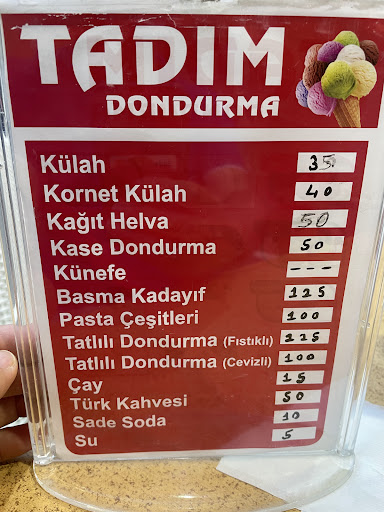 TADIM
DONDURMA
Külah 35
Kornet Külah 40
Kağıt Helva 50
Kase Dondurma 50
Künefe ---
Basma Kadayıf 125
Pasta Çeşitleri 100
Tatlılı Dondurma (Fıstıklı) 225
Tatlılı Dondurma (Cevizli) 100
Çay 15
Türk Kahvesi 50
Sade Soda 10
Su 5